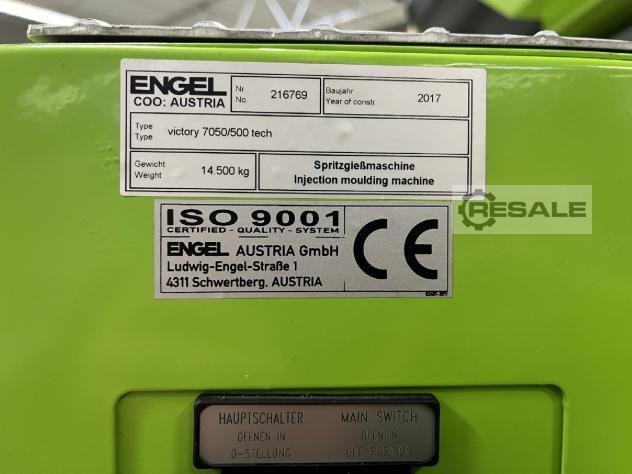 ENGEL
COO: AUSTRIA
Nr.
No.
216769
Baujahr
Year of constr.
2017
Type
Type
victory 7050/500 tech
Gewicht
Weight
14.500 kg
Spritzgießmaschine
Injection moulding machine
RESALE
ISO 9001
CERTIFIED - QUALITY - SYSTEM
ENGEL AUSTRIA GmbH
Ludwig-Engel-Straße 1
4311 Schwertberg, AUSTRIA
CE
HAUPTSCHALTER MAIN SWITCH
ÖFFNEN IN OPEN IN
0-STELLUNG OFF POSITION